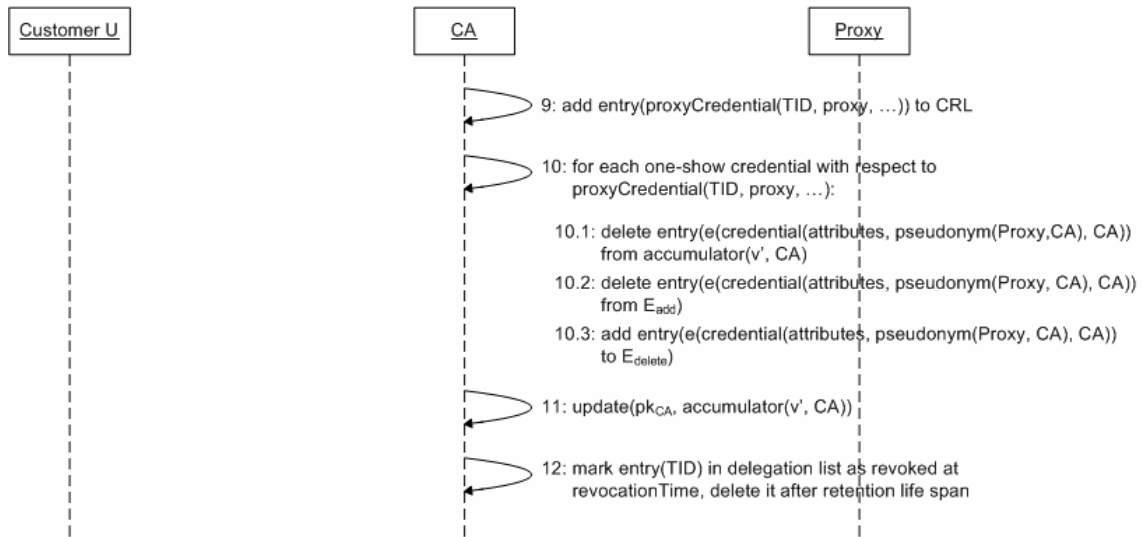 Customer U
CA
Proxy
9: add entry(proxyCredential(TID, proxy, …)) to CRL
10: for each one-show credential with respect to
proxyCredential(TID, proxy, …):
10.1: delete entry(e(credential(attributes, pseudonym(Proxy,CA), CA))
from accumulator(v', CA)
10.2: delete entry(e(credential(attributes, pseudonym(Proxy, CA), CA))
from Eadd)
10.3: add entry(e(credential(attributes, pseudonym(Proxy, CA), CA))
to Edelete)
11: update(pkCA, accumulator(v', CA))
12: mark entry(TID) in delegation list as revoked at
revocationTime, delete it after retention life span